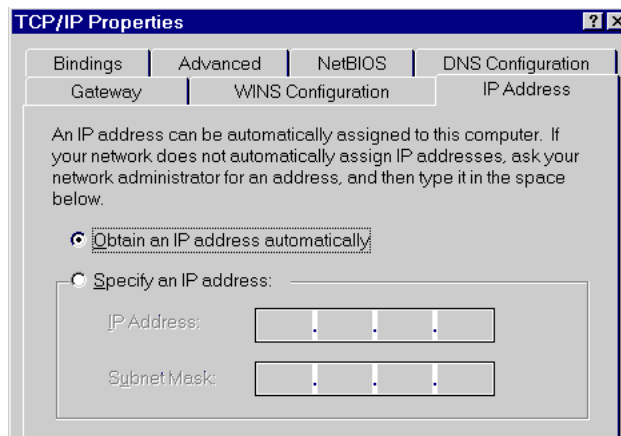 TCP/IP Properties
Bindings Advanced NetBIOS DNS Configuration
Gateway WINS Configuration IP Address
An IP address can be automatically assigned to this computer. If
your network does not automatically assign IP addresses, ask your
network administrator for an address, and then type it in the space
below.
Obtain an IP address automatically
Specify an IP address:
IP Address:
Subnet Mask: